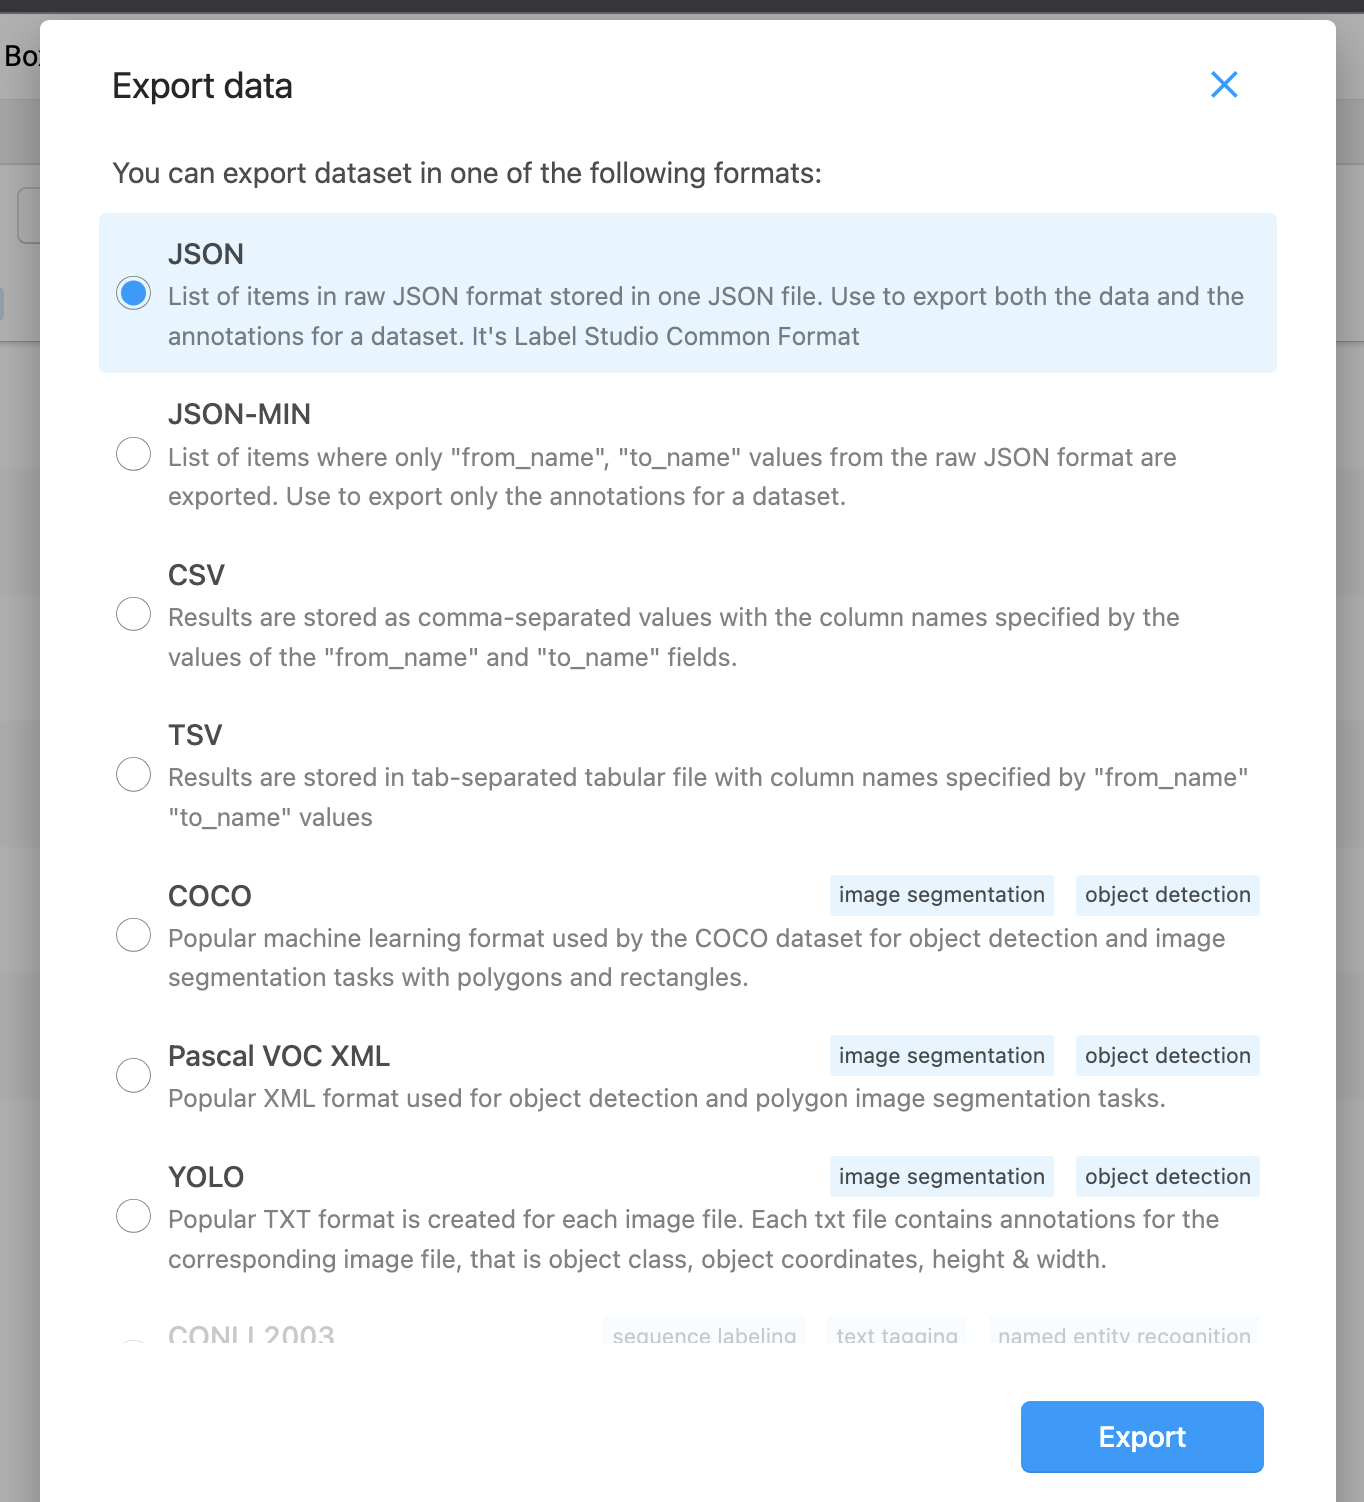 Export data
You can export dataset in one of the following formats:
JSON
List of items in raw JSON format stored in one JSON file. Use to export both the data and the
annotations for a dataset. It's Label Studio Common Format
JSON-MIN
List of items where only "from_name", "to_name" values from the raw JSON format are
exported. Use to export only the annotations for a dataset.
CSV
Results are stored as comma-separated values with the column names specified by the
values of the "from_name" and "to_name" fields.
TSV
Results are stored in tab-separated tabular file with column names specified by "from_name"
"to_name" values
COCO image segmentation object detection
Popular machine learning format used by the COCO dataset for object detection and image
segmentation tasks with polygons and rectangles.
Pascal VOC XML image segmentation object detection
Popular XML format used for object detection and polygon image segmentation tasks.
YOLO image segmentation object detection
Popular TXT format is created for each image file. Each txt file contains annotations for the
corresponding image file, that is object class, object coordinates, height & width.
CONLL2003 sequence labeling text tagging named entity recognition
Export